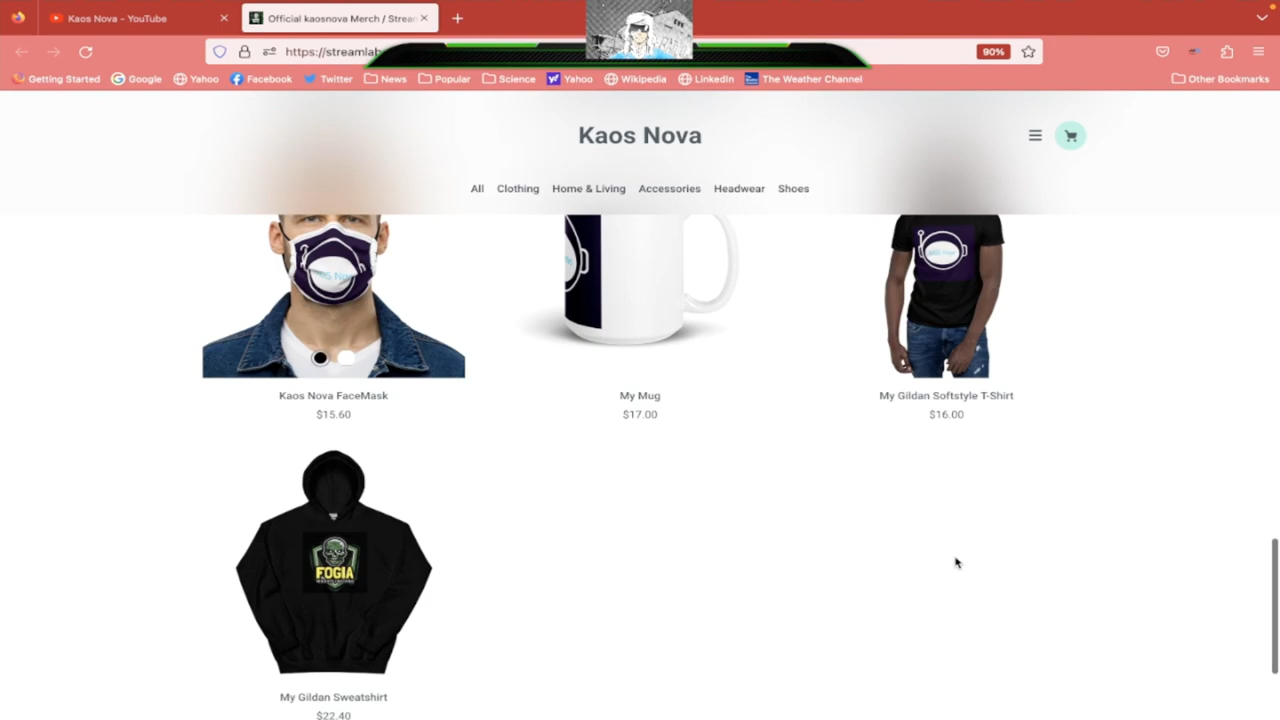 Kaos Nova - YouTube
Official kaosnova Merch / Stream
https://streamlab
90%
Getting Started
Google
Yahoo
Facebook
Twitter
News
Popular
Science
Yahoo
Wikipedia
LinkedIn
The Weather Channel
Other Bookmarks
Kaos Nova
All Clothing Home & Living Accessories Headwear Shoes
Kaos Nova FaceMask
$15.60
My Mug
$17.00
My Gildan Softstyle T-Shirt
$16.00
FOGIA
My Gildan Sweatshirt
$22.40